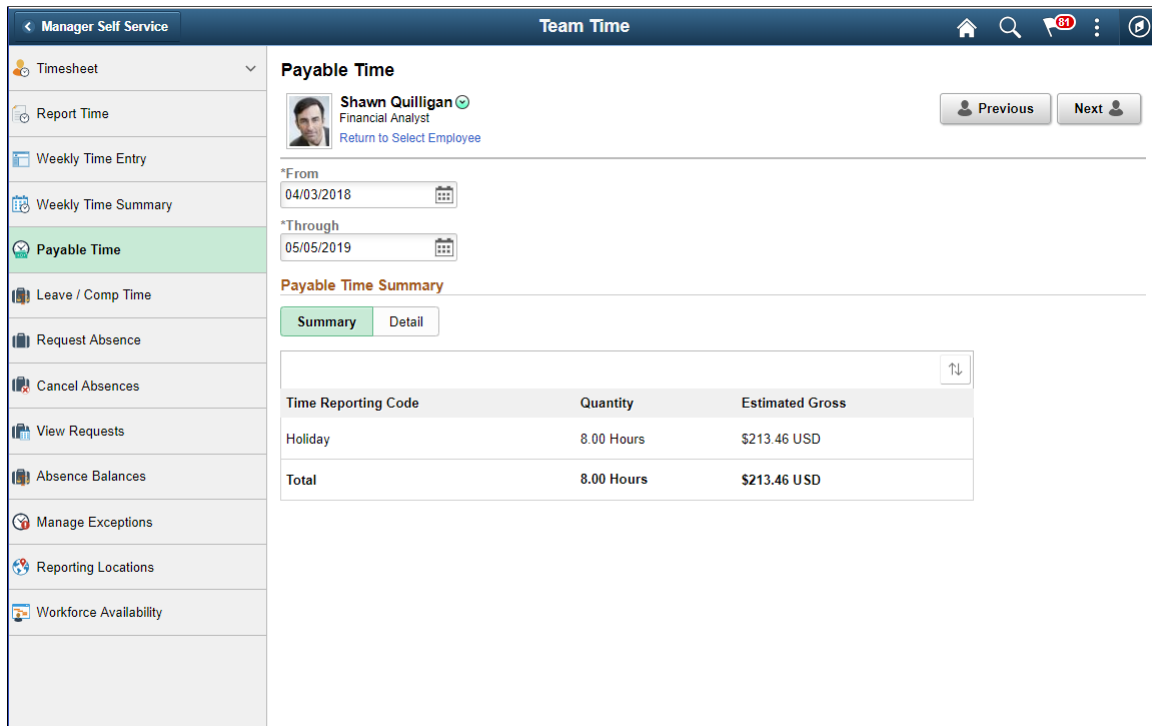 Manager Self Service
Team Time
81
Timesheet
Report Time
Weekly Time Entry
Weekly Time Summary
Payable Time
Leave / Comp Time
Request Absence
Cancel Absences
View Requests
Absence Balances
Manage Exceptions
Reporting Locations
Workforce Availability
Payable Time
Shawn Quilligan
Financial Analyst
Return to Select Employee
Previous
Next
*From
04/03/2018
*Through
05/05/2019
Payable Time Summary
Summary Detail
Time Reporting Code Quantity Estimated Gross
Holiday 8.00 Hours $213.46 USD
Total 8.00 Hours $213.46 USD